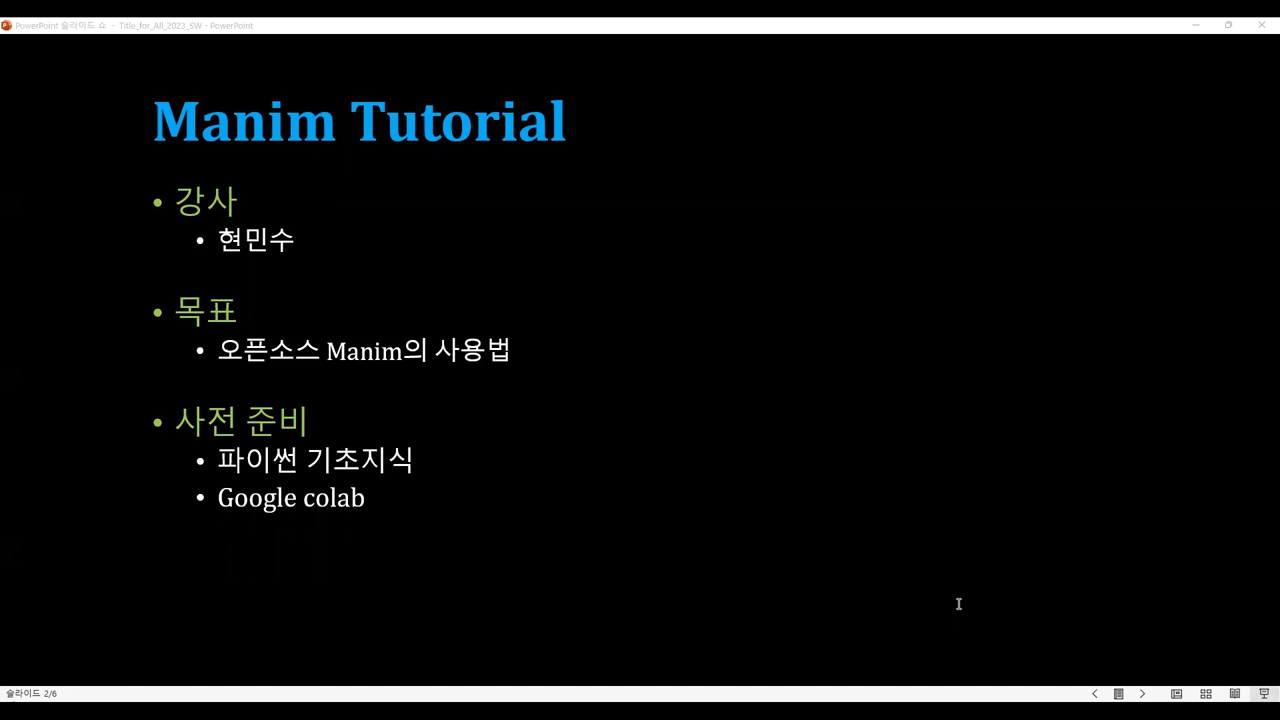 PowerPoint 슬라이드 쇼 - Title_for_All_2023_SW - PowerPoint
Manim Tutorial
• 강사
• 현민수
• 목표
• 오픈소스 Manim의 사용법
• 사전 준비
• 파이썬 기초지식
• Google colab
슬라이드 2/6